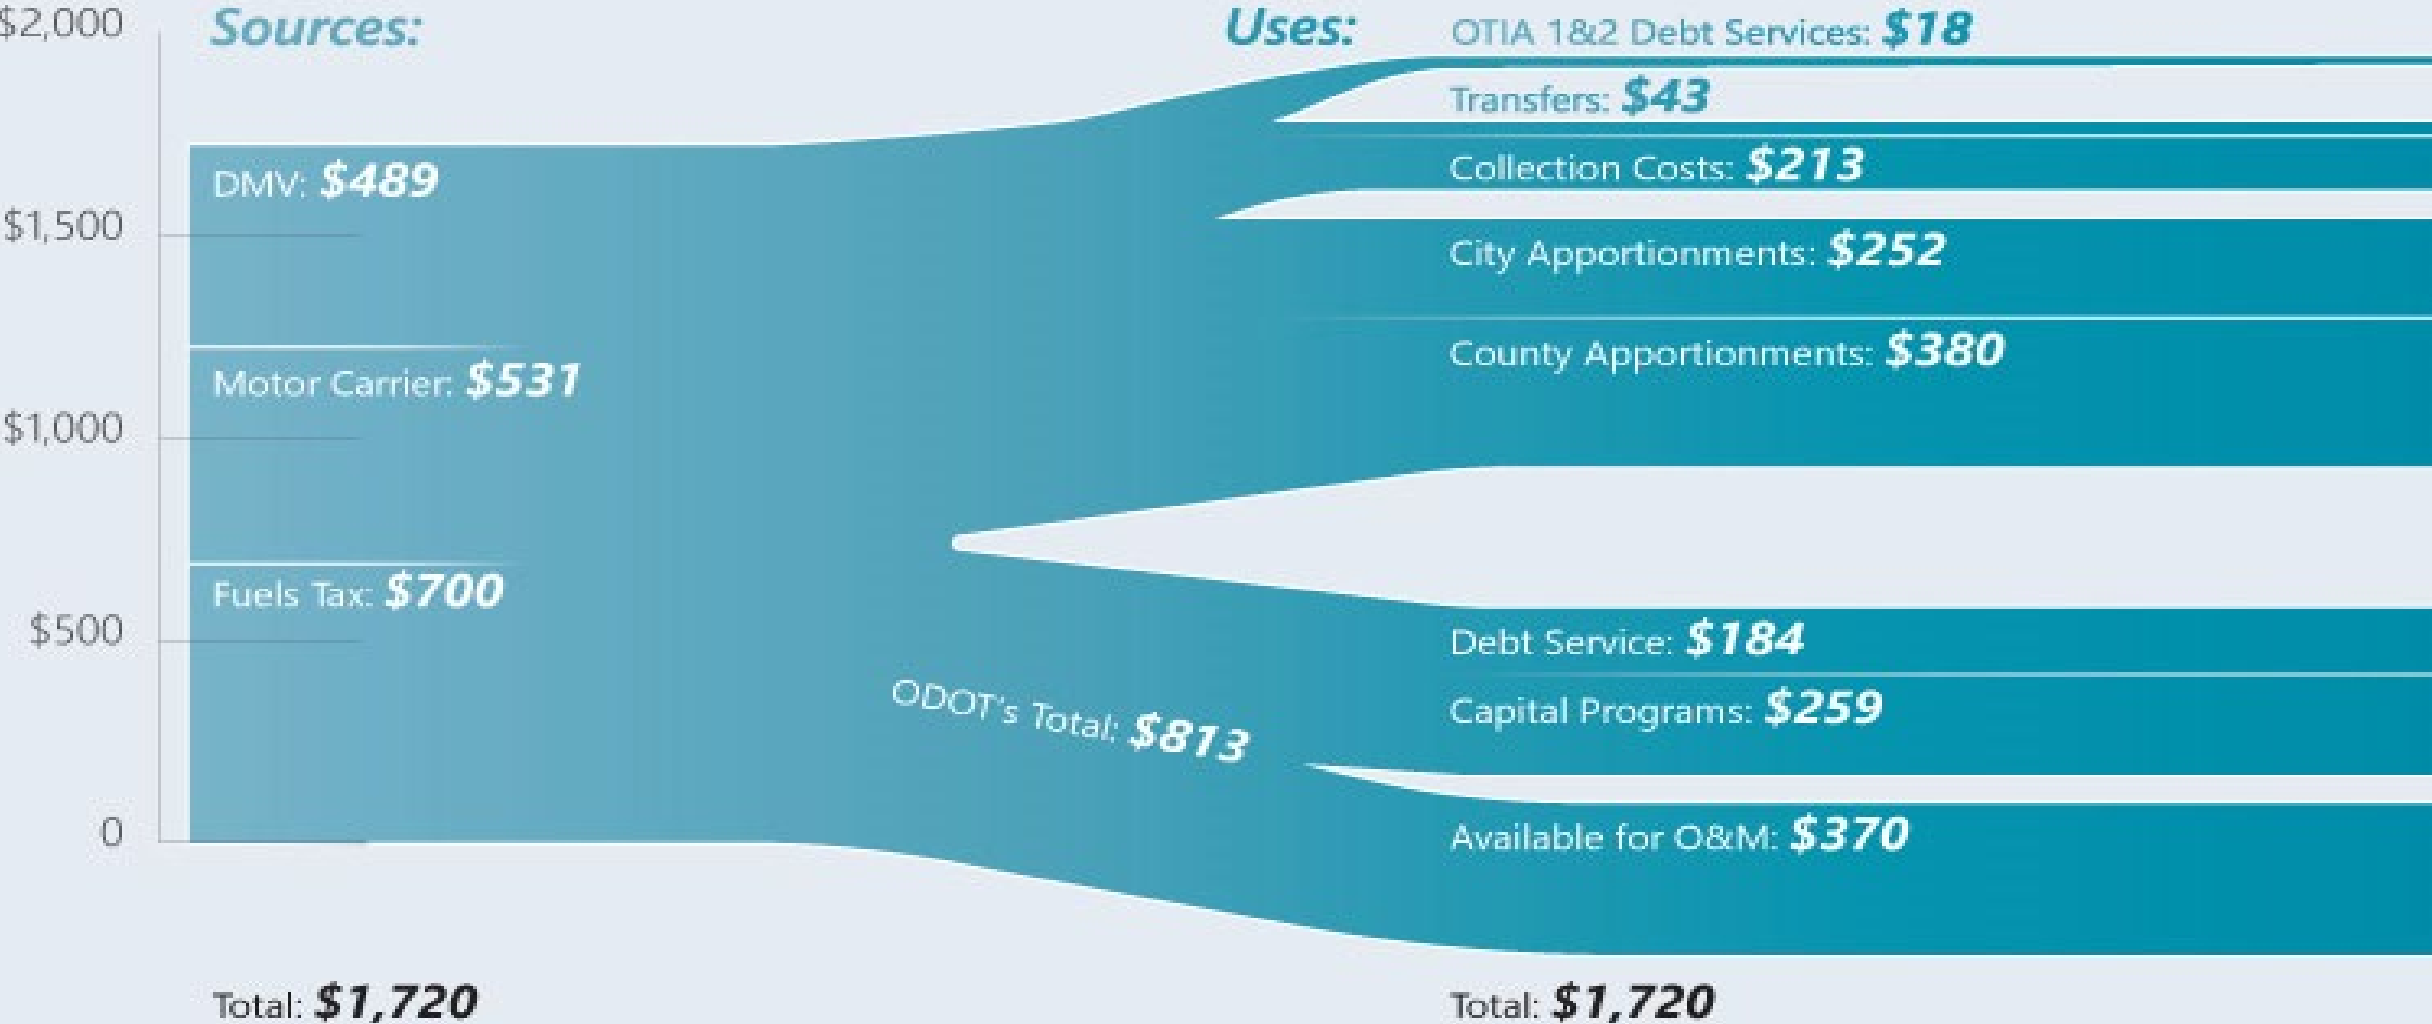 $2,000
Sources:
Uses:
OTIA 1&2 Debt Services: $18
Transfers: $43
DMV: $489
Collection Costs: $213
$1,500
City Apportionments: $252
County Apportionments: $380
Motor Carrier: $531
$1,000
Fuels Tax: $700
$500
Debt Service: $184
ODOT's Total: $813
Capital Programs: $259
0
Available for O&M: $370
Total: $1,720
Total: $1,720